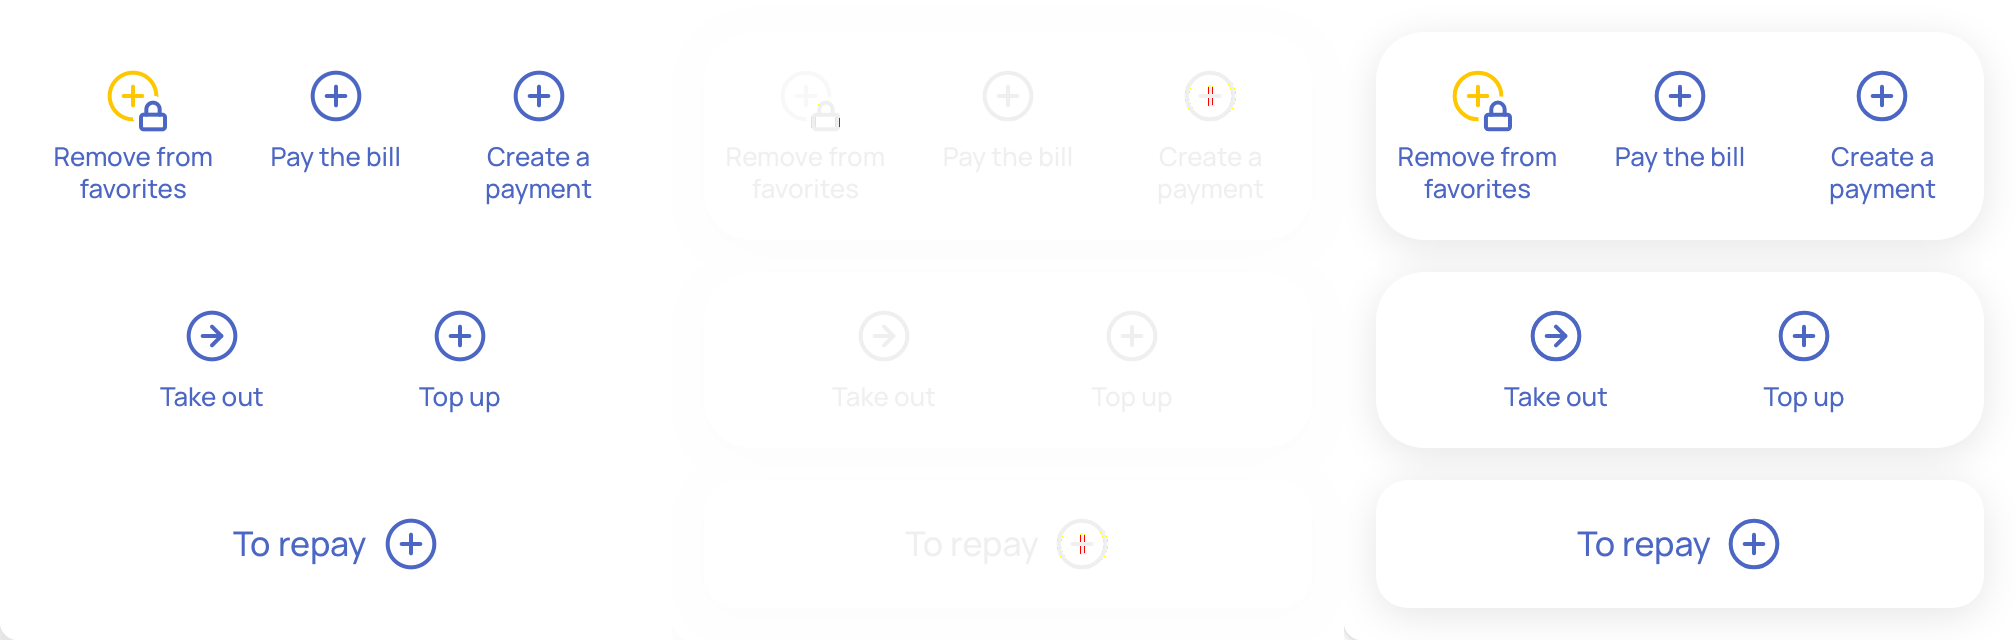 Remove from
favorites
Pay the bill
Create a
payment
Take out
Top up
To repay
Remove from
favorites
Pay the bill
Create a
payment
Take out
Top up
To repay
Remove from
favorites
Pay the bill
Create a
payment
Take out
Top up
To repay